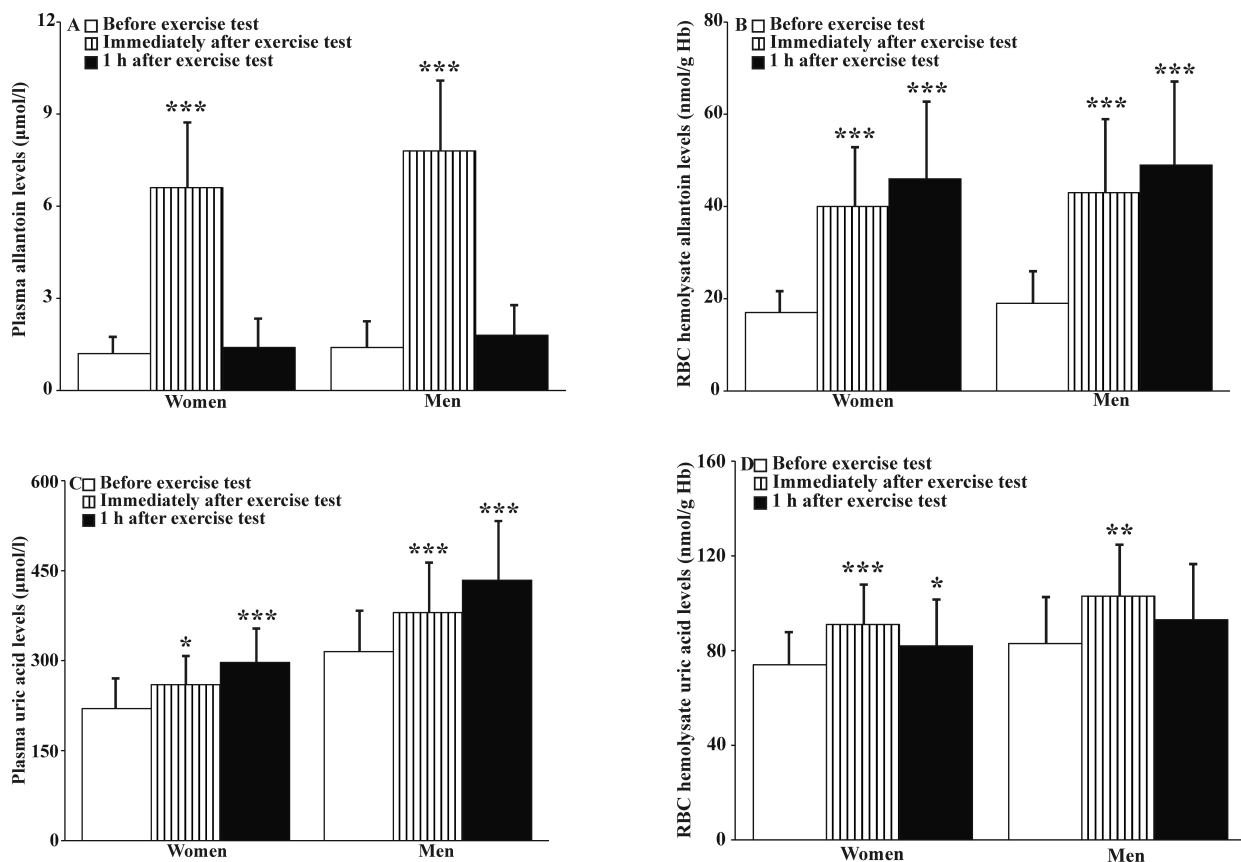 A
Before exercise test
Immediately after exercise test
1 h after exercise test
Plasma allantoin levels (μmol/l)
12
9
6
3
0
***
***
Women
Men
B
Before exercise test
Immediately after exercise test
1 h after exercise test
RBC hemolysate allantoin levels (nmol/g Hb)
80
60
40
20
0
***
***
***
***
Women
Men
C
Before exercise test
Immediately after exercise test
1 h after exercise test
Plasma uric acid levels (μmol/l)
600
450
300
150
0
*
***
***
***
Women
Men
D
Before exercise test
Immediately after exercise test
1 h after exercise test
RBC hemolysate uric acid levels (nmol/g Hb)
160
120
80
40
0
***
*
**
Women
Men